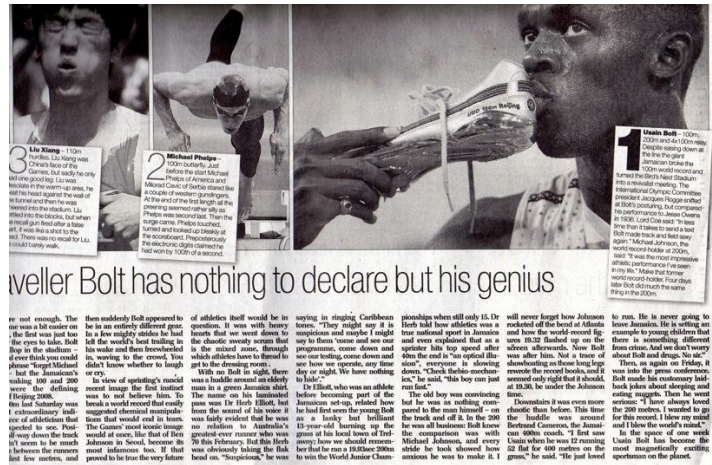 3
Liu Xiang – 110m
hurdles. Liu Xiang was
China's face of the
Games, but sadly he only
had one good leg. Liu was
desolate in the warm-up area, he
beat his head against the wall of
the tunnel and then he was
into the stadium. Liu
settled into the blocks, but when
the recall gun fired after a false
start, it was like a shot to the
head. There was no recall for Liu.
He could barely walk.
2
Michael Phelps –
100m butterfly. Just
before the start Michael
Phelps of America and
Milorad Cavic of Serbia stared like
a couple of western gunslingers.
At the end of the first length all the
preening seemed rather silly as
Phelps was second last. Then the
surge came. Phelps touched,
turned and looked up bleakly at
the scoreboard. Preposterously
the electronic digits claimed he
had won by 100th of a second.
Beijing
1
Usain Bolt – 100m,
200m and 4x100m relay.
Despite easing down at
the line the giant
Jamaican broke the
100m world record and
turned the Bird's Nest Stadium
into a revivalist meeting. The
International Olympic Committee
president Jacques Rogge sniffed
at Bolt's posturing, but compared
his performance to Jesse Owens
in 1936. Lord Coe said: "In less
time than it takes to send a text
Bolt made track and field sexy
again." Michael Johnson, the
world record-holder at 200m,
said: "It was the most impressive
athletic performance I've seen
in my life." Make that former
world record-holder. Four days
later Bolt did much the same
thing in the 200m.
aveller Bolt has nothing to declare but his genius
re not enough. The
one was a bit easier on
, the first was just too
the eyes to take. Bolt
flop in the stadium –
d ever think you could
phrase "forget Michael
– but the Jamaican's
eaking 100 and 200
were the defining
f Beijing 2008.
0m last Saturday was
extraordinary indi-
ece of athleticism that
expected to see. Posi-
lf-way down the track
n't seem to be much
e between the runners
first few metres, and
then suddenly Bolt appeared to
be in an entirely different gear.
In a few mighty strides he had
left the world's best trailing in
his wake and then freewheeled
in, waving to the crowd. You
didn't know whether to laugh
or cry.
In view of sprinting's rancid
recent image the first instinct
was to not believe him. To
break a world record that easily
suggested chemical manipula-
tions that would end in tears.
The Games' most iconic image
would at once, like that of Ben
Johnson in Seoul, become its
most infamous too. If that
proved to be true the very future
of athletics itself would be in
question. It was with heavy
hearts that we went down to
the chaotic sweaty scrum that
is the mixed zone, through
which athletes have to thread to
get to the dressing room.
With no Bolt in sight, there
was a huddle around an elderly
man in a green Jamaica shirt.
The name on his laminated
pass was Dr Herb Elliott, but
from the sound of his voice it
was fairly evident that he was
no relation to Australia's
greatest-ever runner who was
70 this February. But this Herb
was obviously taking the flak
head on. "Suspicious," he was
saying in ringing Caribbean
tones. "They might say it is
suspicious and maybe I might
say to them 'come and see our
programme, come down and
see our testing, come down and
see how we operate, any time
day or night. We have nothing
to hide'."
Dr Elliott, who was an athlete
before becoming part of the
Jamaican set-up, related how
he had first seen the young Bolt
as a lanky but brilliant
13-year-old burning up the
grass at his local town of Trel-
away; how we should remem-
ber that he ran a 19.93sec 200m
to win the World Junior Cham-
pionships when still only 15. Dr
Herb told how athletics was a
true national sport in Jamaica
and even explained that as a
sprinter hits top speed after
40m the end is "an optical illu-
sion", everyone is slowing
down. "Check the bio-mechan-
ics," he said, "this boy can just
run fast."
The old boy was convincing
but he was as nothing com-
pared to the man himself – on
the track and off it. In the 200
he was all business: Bolt knew
the comparison was with
Michael Johnson, and every
stride he took showed how
anxious he was to make it. I
will never forget how Johnson
rocketed off the bend at Atlanta
and how the world-record fig-
ures 19.32 flashed up on the
screen afterwards. Now Bolt
was after him. Not a trace of
showboating as those long legs
rewrote the record books, and it
seemed only right that it should,
at 19.30, be under the Johnson
mark.
Downstairs it was even more
chaotic than before. This time
the huddle was around
Bertrand Cameron, the Jamai-
can 400m coach. "I first saw
Usain when he was 12 running
52 flat for 400 metres on the
grass," he said. "He just loved
to run. He is never going to
leave Jamaica. He is setting an
example to young children that
there is something different
from crime. And we don't worry
about Bolt and drugs. No sir."
Then, as again on Friday, it
was into the press conference.
Bolt made his customary laid-
back jokes about sleeping and
eating nuggets. Then he went
serious: "I have always loved
the 200 metres. I wanted to go
for this record. I blew my mind
and I blew the world's mind."
In the space of one week
Usain Bolt has become the
most magnetically exciting
sportsman on the planet.